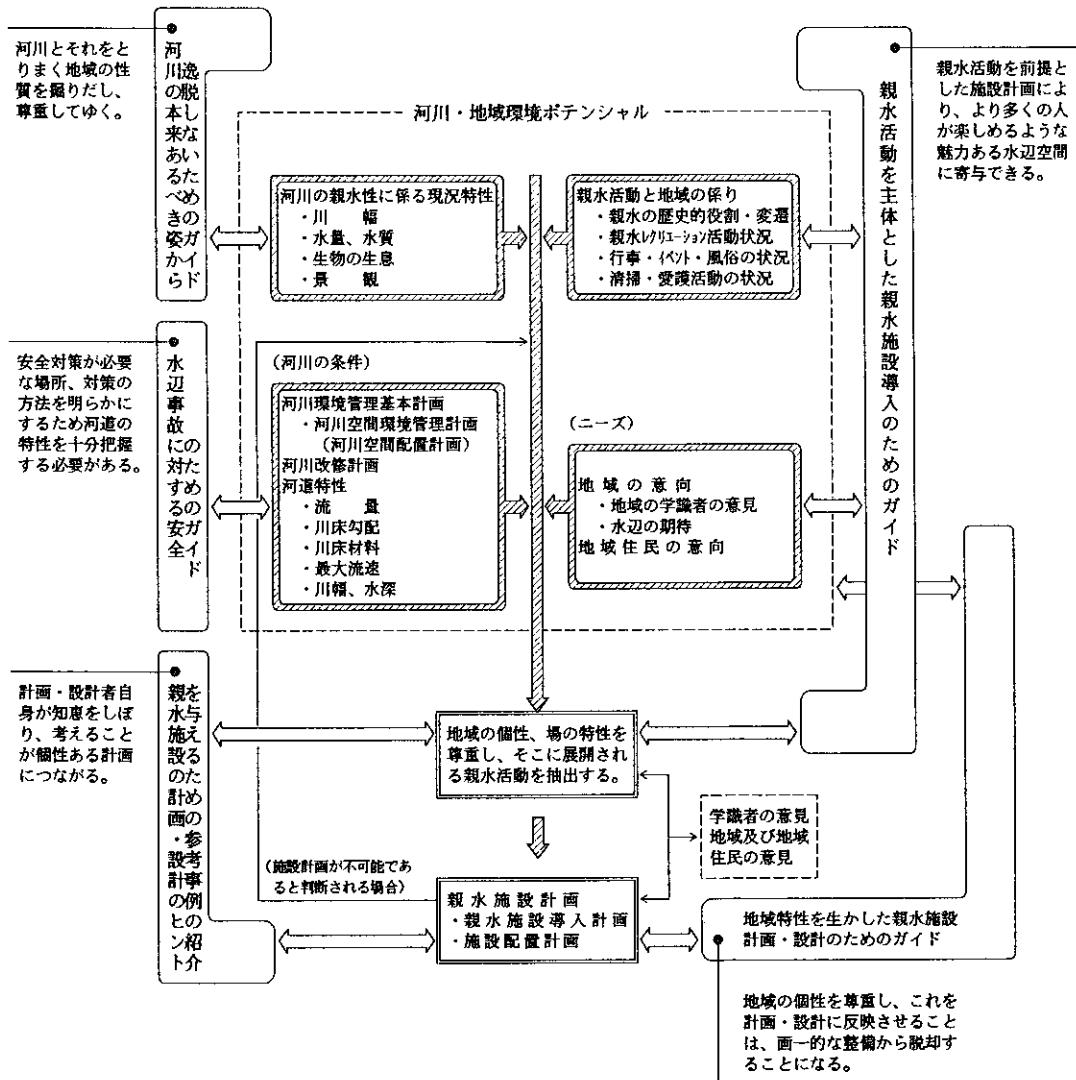 河川とそれをと
りまく地域の性
質を掘りだし、
尊重してゆく。
河川の本来あるべき姿から
逸脱しないためのガイド
河川・地域環境ポテンシャル
河川の親水性に係る現況特性
・川　幅
・水量、水質
・生物の生息
・景　観
親水活動と地域の係り
・親水の歴史的役割・変遷
・親水レクリエーション活動状況
・行事・イベント・風俗の状況
・清掃・愛護活動の状況
親水活動を主体とした親水施設導入のためのガイド
親水活動を前提と
した施設計画によ
り、より多くの人
が楽しめるような
魅力ある水辺空間
に寄与できる。
安全対策が必要
な場所、対策の
方法を明らかに
するため河道の
特性を十分把握
する必要がある。
水辺事故に対する安全
のためのガイド
（河川の条件）
河川環境管理基本計画
・河川空間環境管理計画
（河川空間配置計画）
河川改修計画
河道特性
・流　量
・川床勾配
・川床材料
・最大流速
・川幅、水深
（ニーズ）
地域の意向
・地域の学識者の意見
・水辺の期待
地域住民の意向
計画・設計者自
身が知恵をしぼ
り、考えること
が個性ある計画
につながる。
親水施設の計画・設計のヒント
を与えるための参考事例の紹介
地域の個性、場の特性を
尊重し、そこに展開され
る親水活動を抽出する。
学識者の意見
地域及び地域
住民の意見
（施設計画が不可能であ
ると判断される場合）
親水施設計画
・親水施設導入計画
・施設配置計画
地域特性を生かした親水施設
計画・設計のためのガイド
地域の個性を尊重し、これを
計画・設計に反映させること
は、画一的な整備から脱却す
ることになる。